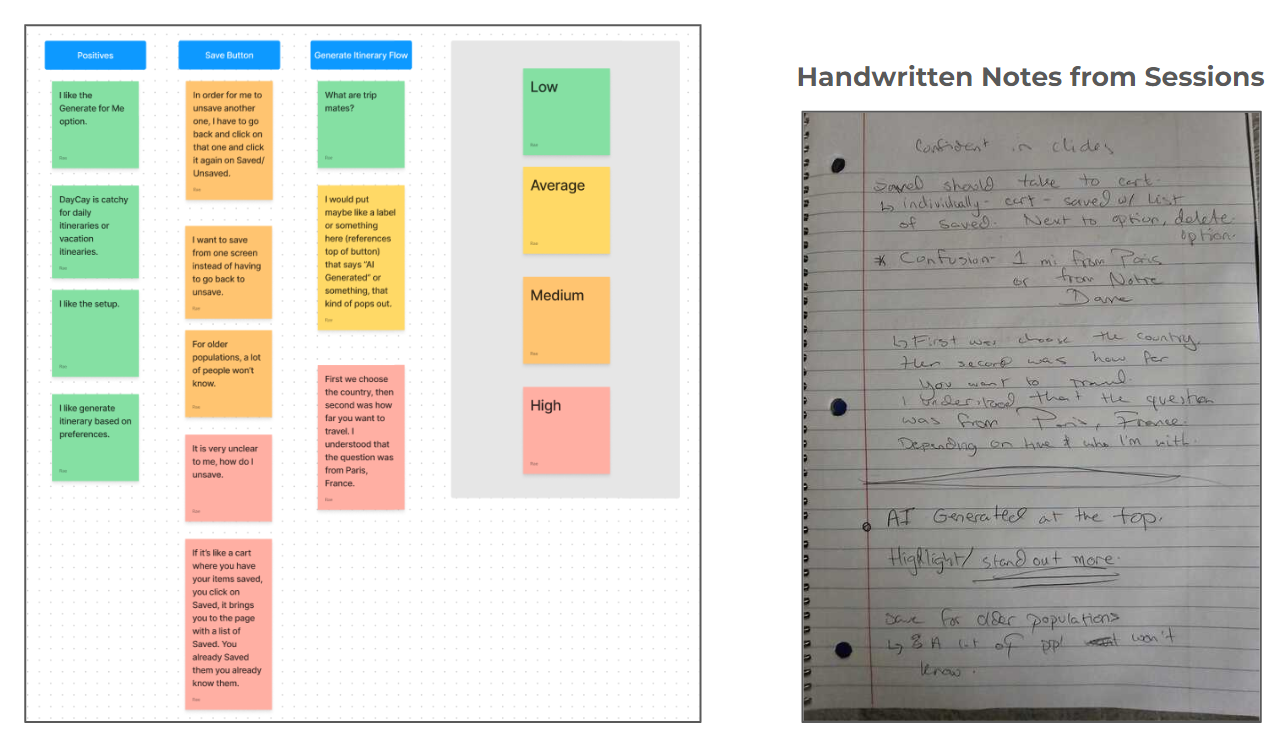 Positives
Save Button
Generate Itinerary Flow
I like the
Generate for Me
option.
DayCay is catchy
for daily
itineraries or
vacation
itinearies.
I like the setup.
I like generate
itinerary based on
preferences.
In order for me to
unsave another
one, I have to go
back and click on
that one and click
it again on Saved/
Unsaved.
I want to save
from one screen
instead of having
to go back to
unsave.
For older
populations, a lot
of people won't
know.
It is very unclear
to me, how do I
unsave.
If it's like a cart
where you have
your items saved,
you click on
Saved, it brings
you to the page
with a list of
Saved. You
already Saved
them you already
know them.
What are trip
mates?
I would put
maybe like a label
or something
here (references
top of button)
that says "AI
Generated" or
something, that
kind of pops out.
First we choose
the country, then
second was how
far you want to
travel. I
understood that
the question was
from Paris,
France.
Low
Average
Medium
High
Handwritten Notes from Sessions
Confident in clicks
Saved should take to cart.
↳ individually - cart - saved w/ list
of saved. Next to option, delete
option.
* Confusion - 1 mi from Paris
or from Notre
Dame
↳ First was choose the country,
then second was how far
you want to travel.
I understood that the question
was from Paris, France.
Depending on time & who I'm with.
AI Generated at the top.
Highlight/ stand out more.
Save for older populations
↳ A lot of ppl won't
know.